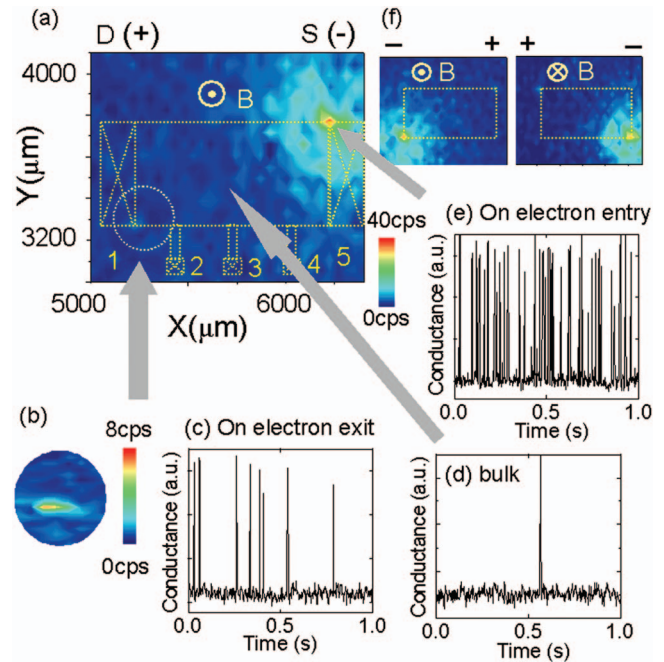 (a)
D (+)
S (-)
B
4000
3200
Y(μm)
1
2
3
4
5
5000
6000
X(μm)
40cps
0cps
(f)
−
+
+
−
B
B
(e) On electron entry
Conductance (a.u.)
0.0
0.5
1.0
Time (s)
(b)
8cps
0cps
(c) On electron exit
Conductance (a.u.)
0.0
0.5
1.0
Time (s)
(d) bulk
Conductance (a.u.)
0.0
0.5
1.0
Time (s)